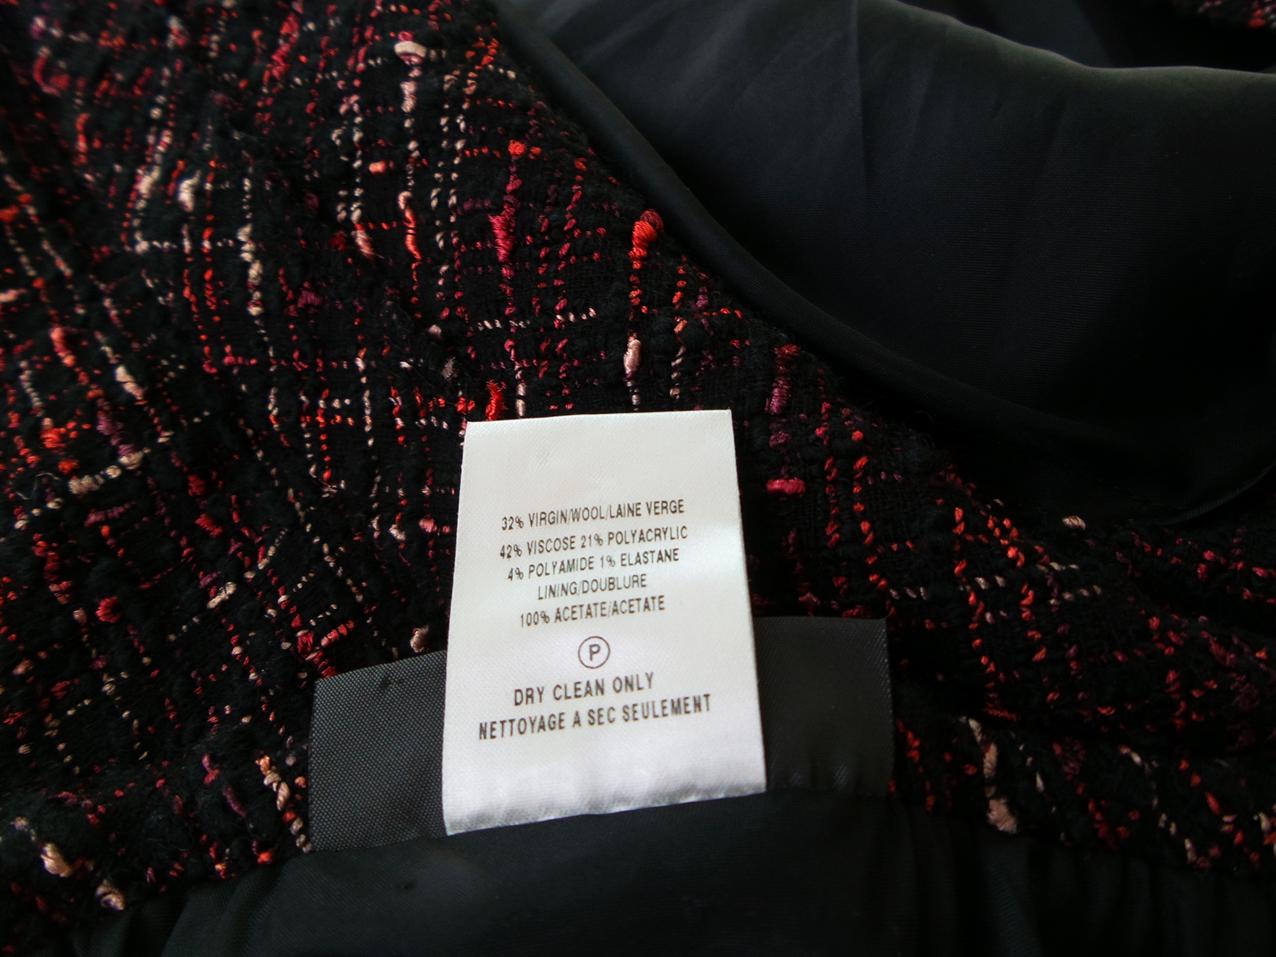 32% VIRGIN/WOOL/LAINE VERGE
42% VISCOSE 21% POLYACRYLIC
4% POLYAMIDE 1% ELASTANE
LINING/DOUBLURE
100% ACETATE/ACETATE
P
DRY CLEAN ONLY
NETTOYAGE A SEC SEULEMENT